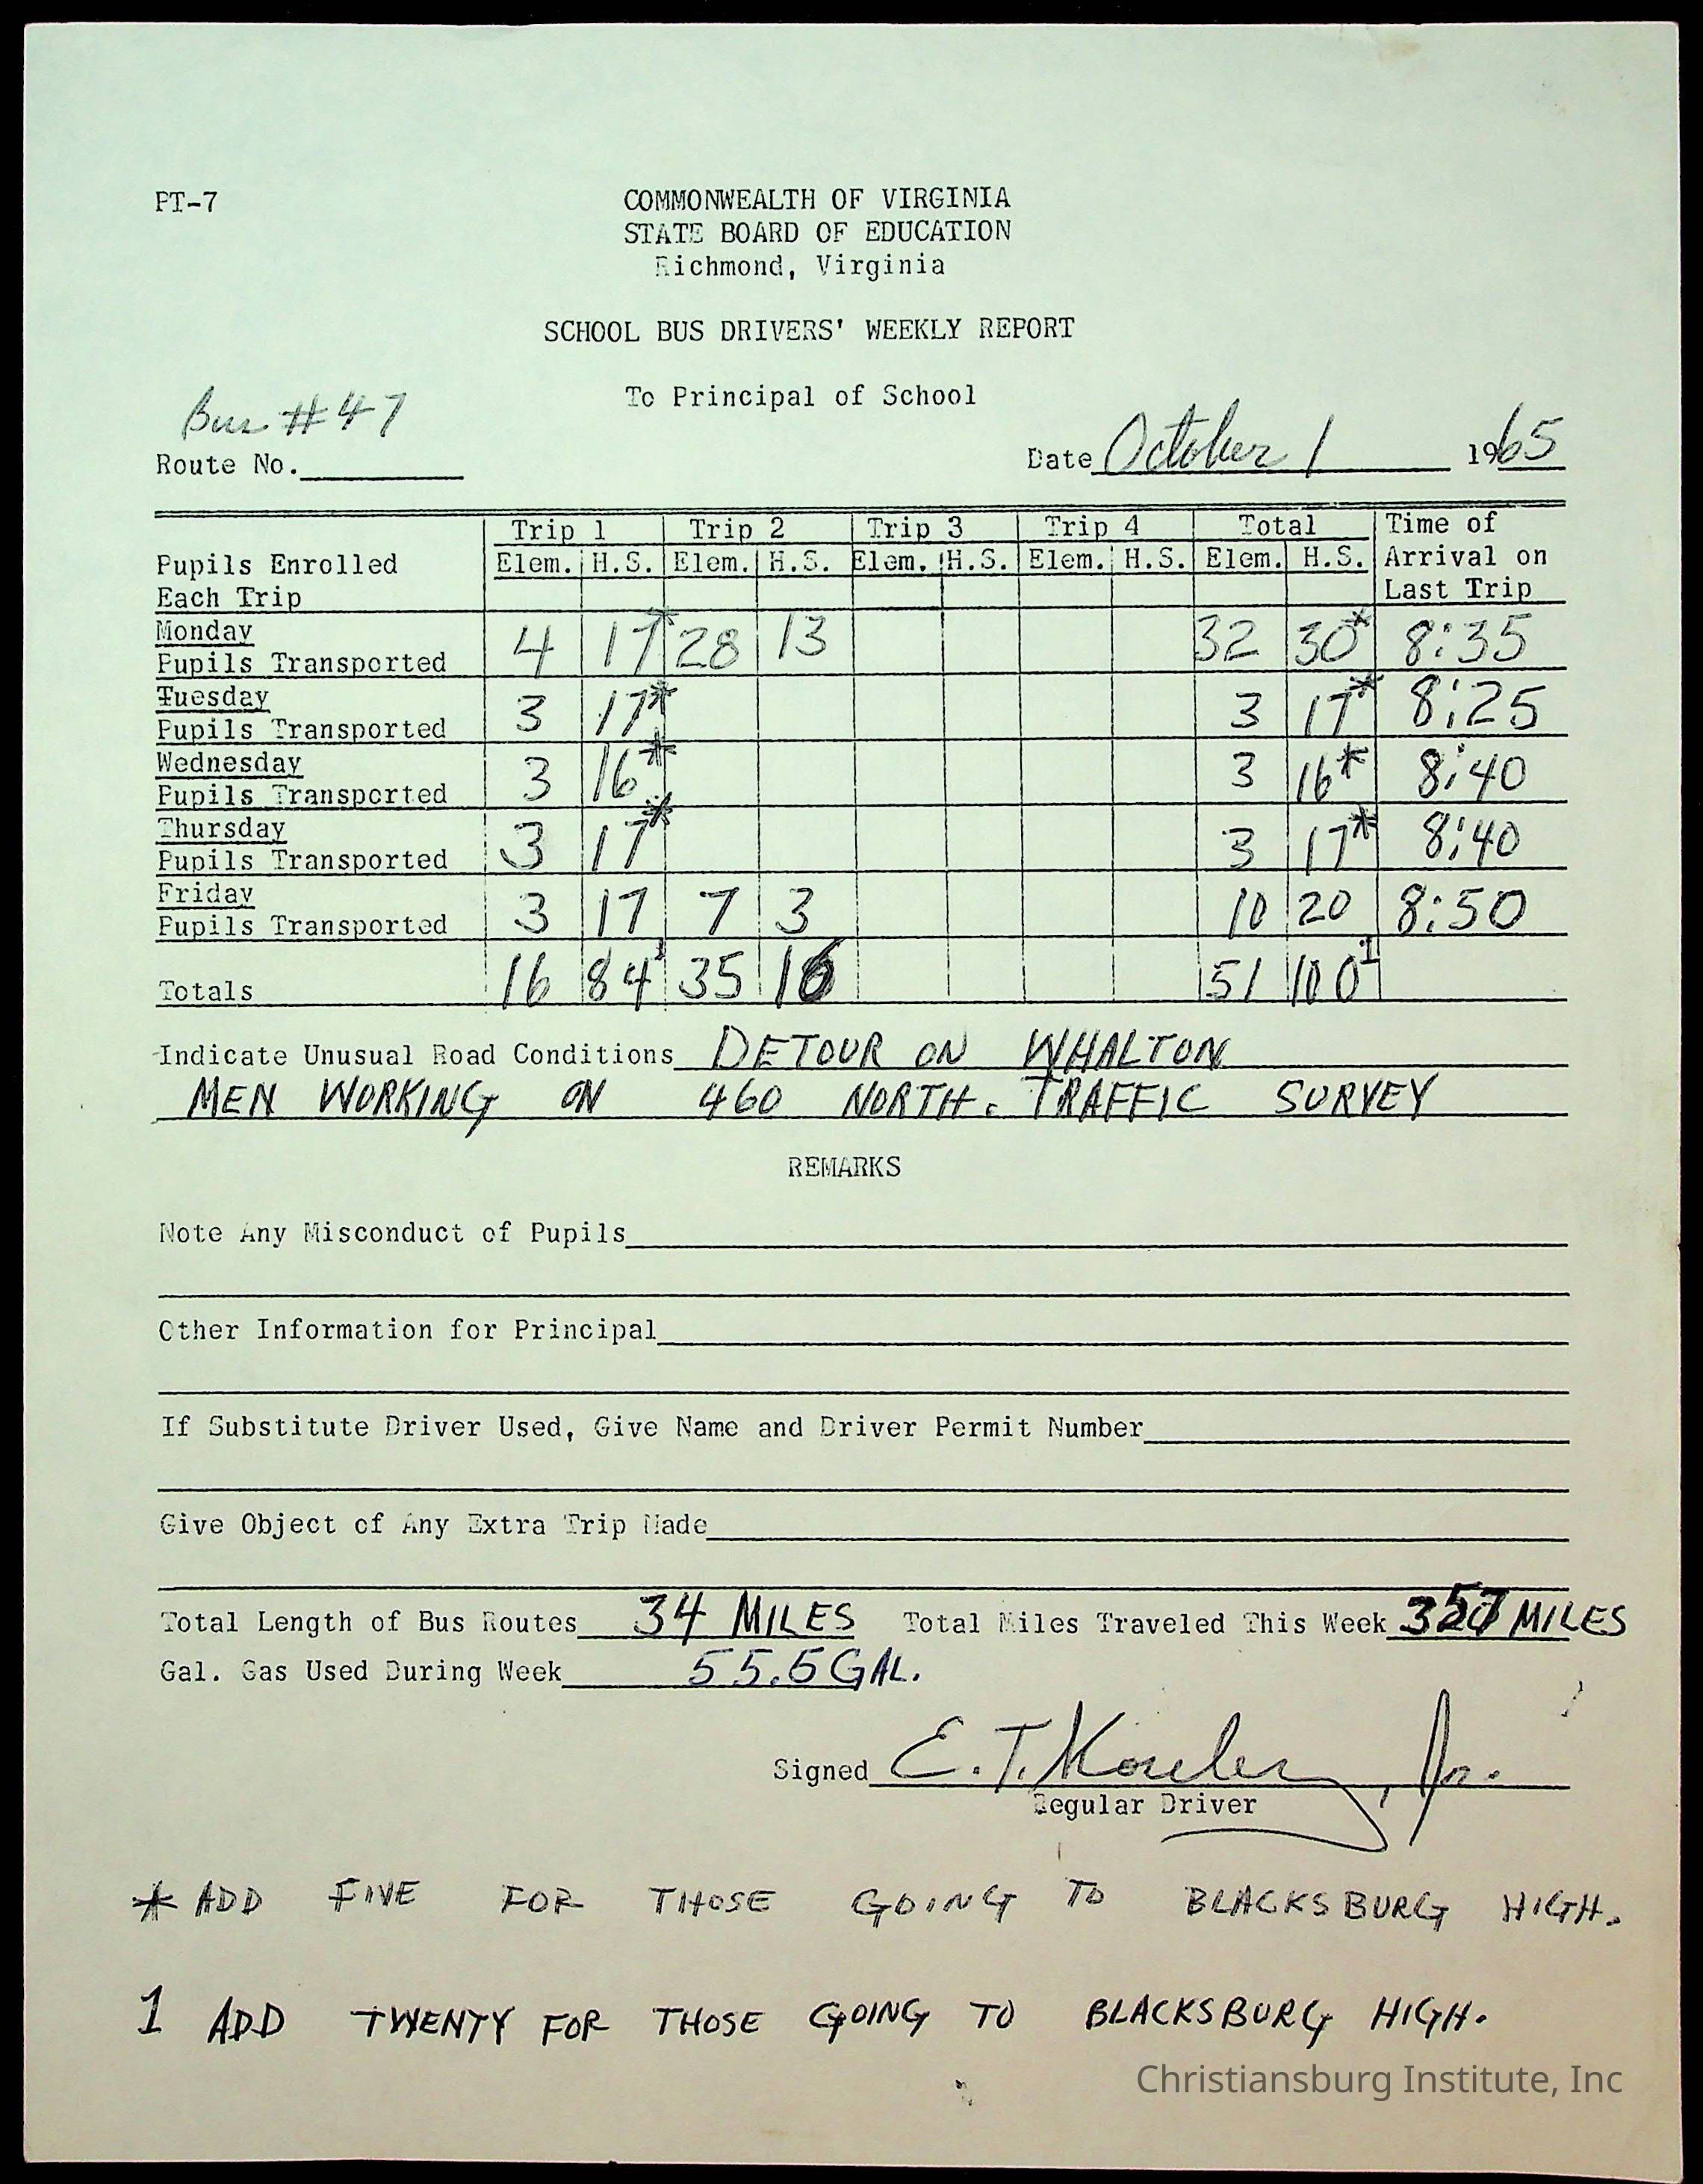 PT-7
COMMONWEALTH OF VIRGINIA
STATE BOARD OF EDUCATION
Richmond, Virginia
SCHOOL BUS DRIVERS' WEEKLY REPORT
To Principal of School
Bus #47
Route No.
Date October 1 1965
Trip 1 Trip 2 Trip 3 Trip 4 Total Time of
Pupils Enrolled Elem. H.S. Elem. H.S. Elem. H.S. Elem. H.S. Elem. H.S. Arrival on
Each Trip Last Trip
Monday
Pupils Transported 4 17* 28 13 32 30* 8:35
Tuesday
Pupils Transported 3 17* 3 17* 8:25
Wednesday
Pupils Transported 3 16* 3 16* 8:40
Thursday
Pupils Transported 3 17* 3 17* 8:40
Friday
Pupils Transported 3 17 7 3 10 20 8:50
Totals 16 84¹ 35 16 51 100¹
Indicate Unusual Road Conditions DETOUR ON WHALTON
MEN WORKING ON 460 NORTH. TRAFFIC SURVEY
REMARKS
Note Any Misconduct of Pupils
Other Information for Principal
If Substitute Driver Used, Give Name and Driver Permit Number
Give Object of Any Extra Trip Made
Total Length of Bus Routes 34 MILES Total Miles Traveled This Week MILES
Gal. Gas Used During Week 55.5 GAL.
Signed E. T. , Jr.
Regular Driver
* ADD FIVE FOR THOSE GOING TO BLACKSBURG HIGH.
1 ADD TWENTY FOR THOSE GOING TO BLACKSBURG HIGH.
Christiansburg Institute, Inc